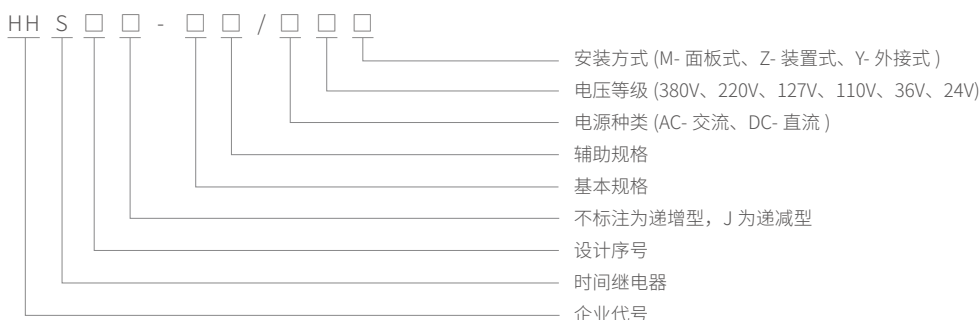 HH S □ □ - □ □ / □ □ □
安装方式 (M- 面板式、Z- 装置式、Y- 外接式 )
电压等级 (380V、220V、127V、110V、36V、24V)
电源种类 (AC- 交流、DC- 直流 )
辅助规格
基本规格
不标注为递增型，J 为递减型
设计序号
时间继电器
企业代号